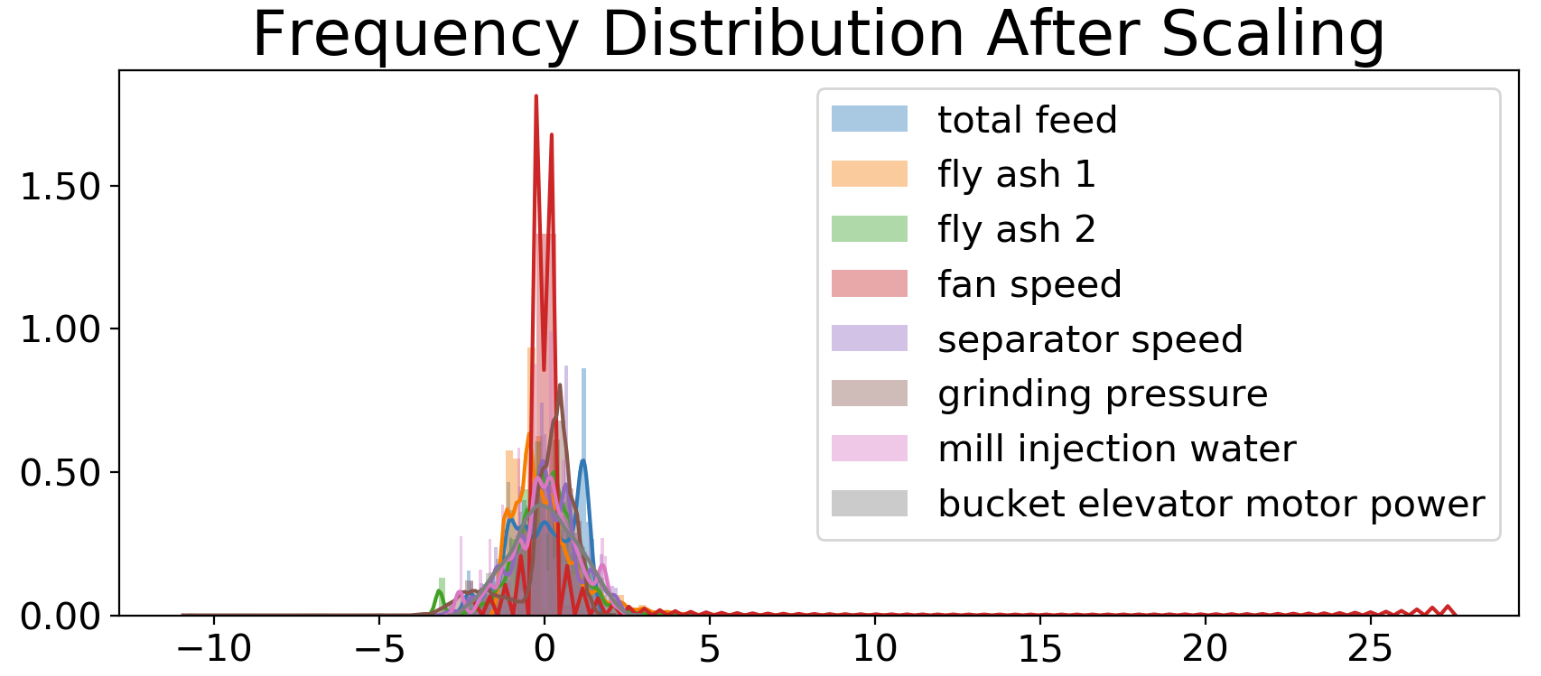 Frequency Distribution After Scaling
total feed
fly ash 1
fly ash 2
fan speed
separator speed
grinding pressure
mill injection water
bucket elevator motor power
1.50
1.00
0.50
0.00
−10 −5 0 5 10 15 20 25